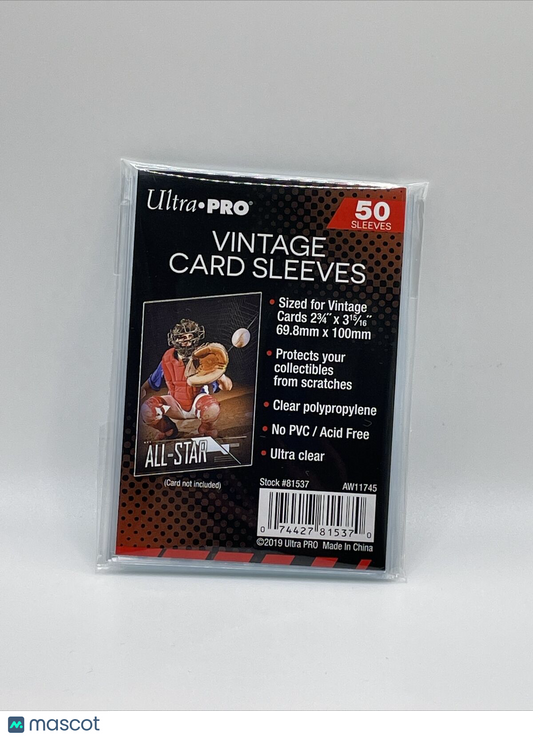 Ultra•PRO®
50
SLEEVES
VINTAGE
CARD SLEEVES
• Sized for Vintage
Cards 2¾˝ x 3 15/16˝
69.8mm x 100mm
• Protects your
collectibles
from scratches
• Clear polypropylene
• No PVC / Acid Free
• Ultra clear
ALL-STAR
(Card not included)
Stock #81537
AW11745
0 74427 81537 0
©2019 Ultra PRO Made In China
mascot